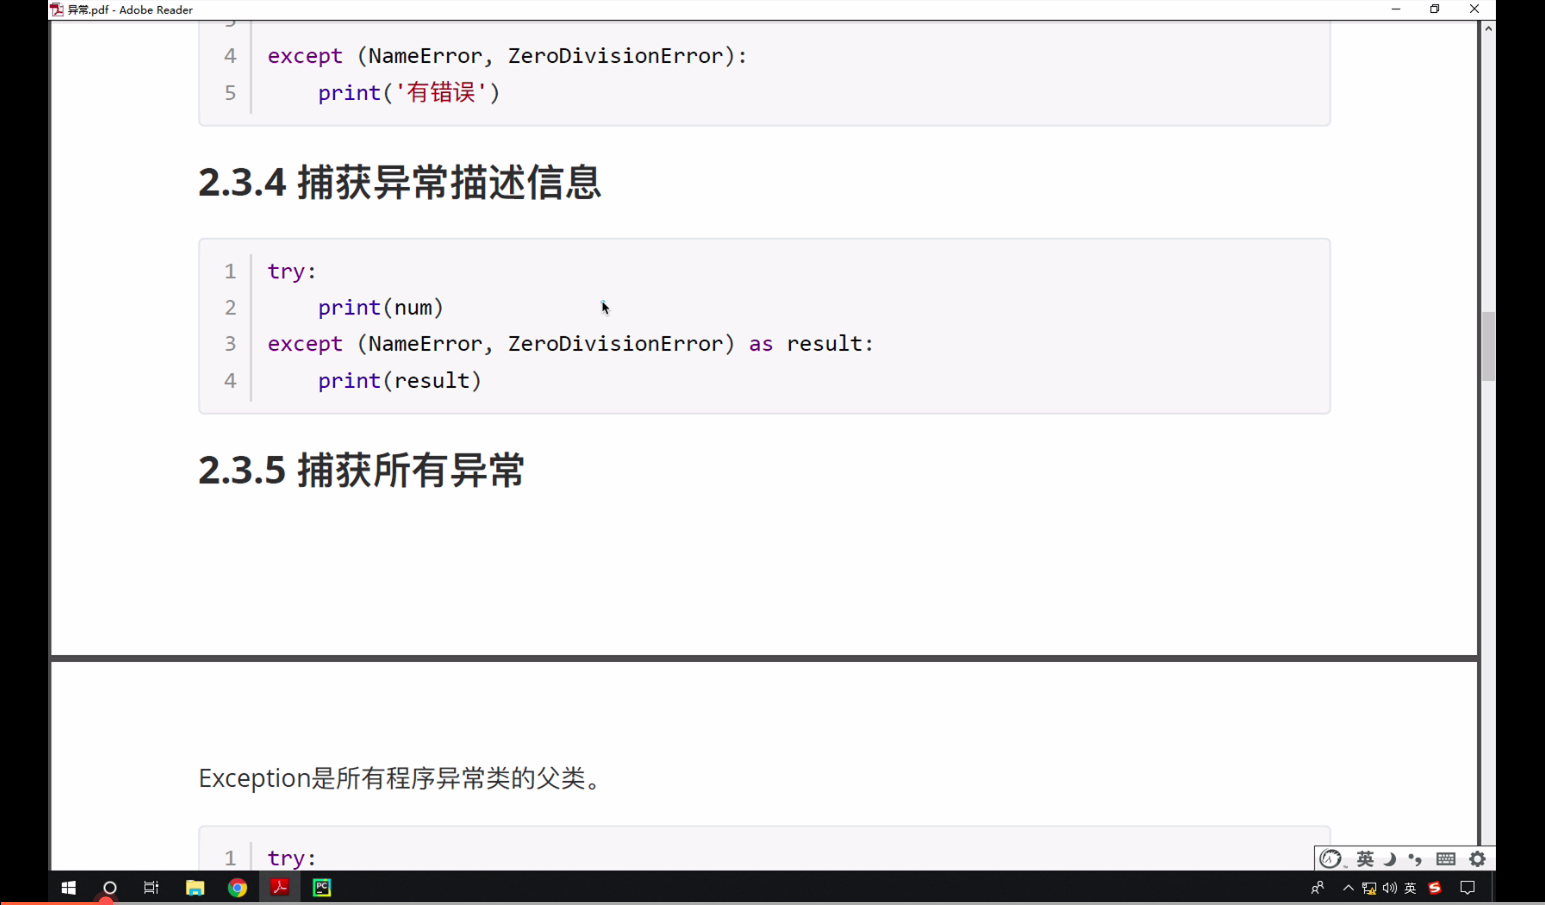 异常.pdf - Adobe Reader
4 except (NameError, ZeroDivisionError):
5 print('有错误')
2.3.4 捕获异常描述信息
1 try:
2 print(num)
3 except (NameError, ZeroDivisionError) as result:
4 print(result)
2.3.5 捕获所有异常
Exception是所有程序异常类的父类。
1 try:
英
PC
英